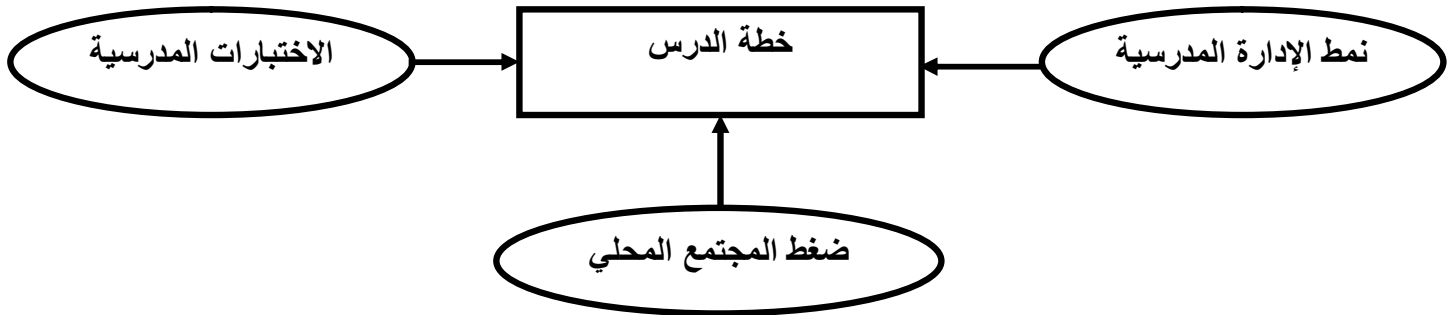 نمط الإدارة المدرسية
خطة الدرس
الاختبارات المدرسية
ضغط المجتمع المحلي